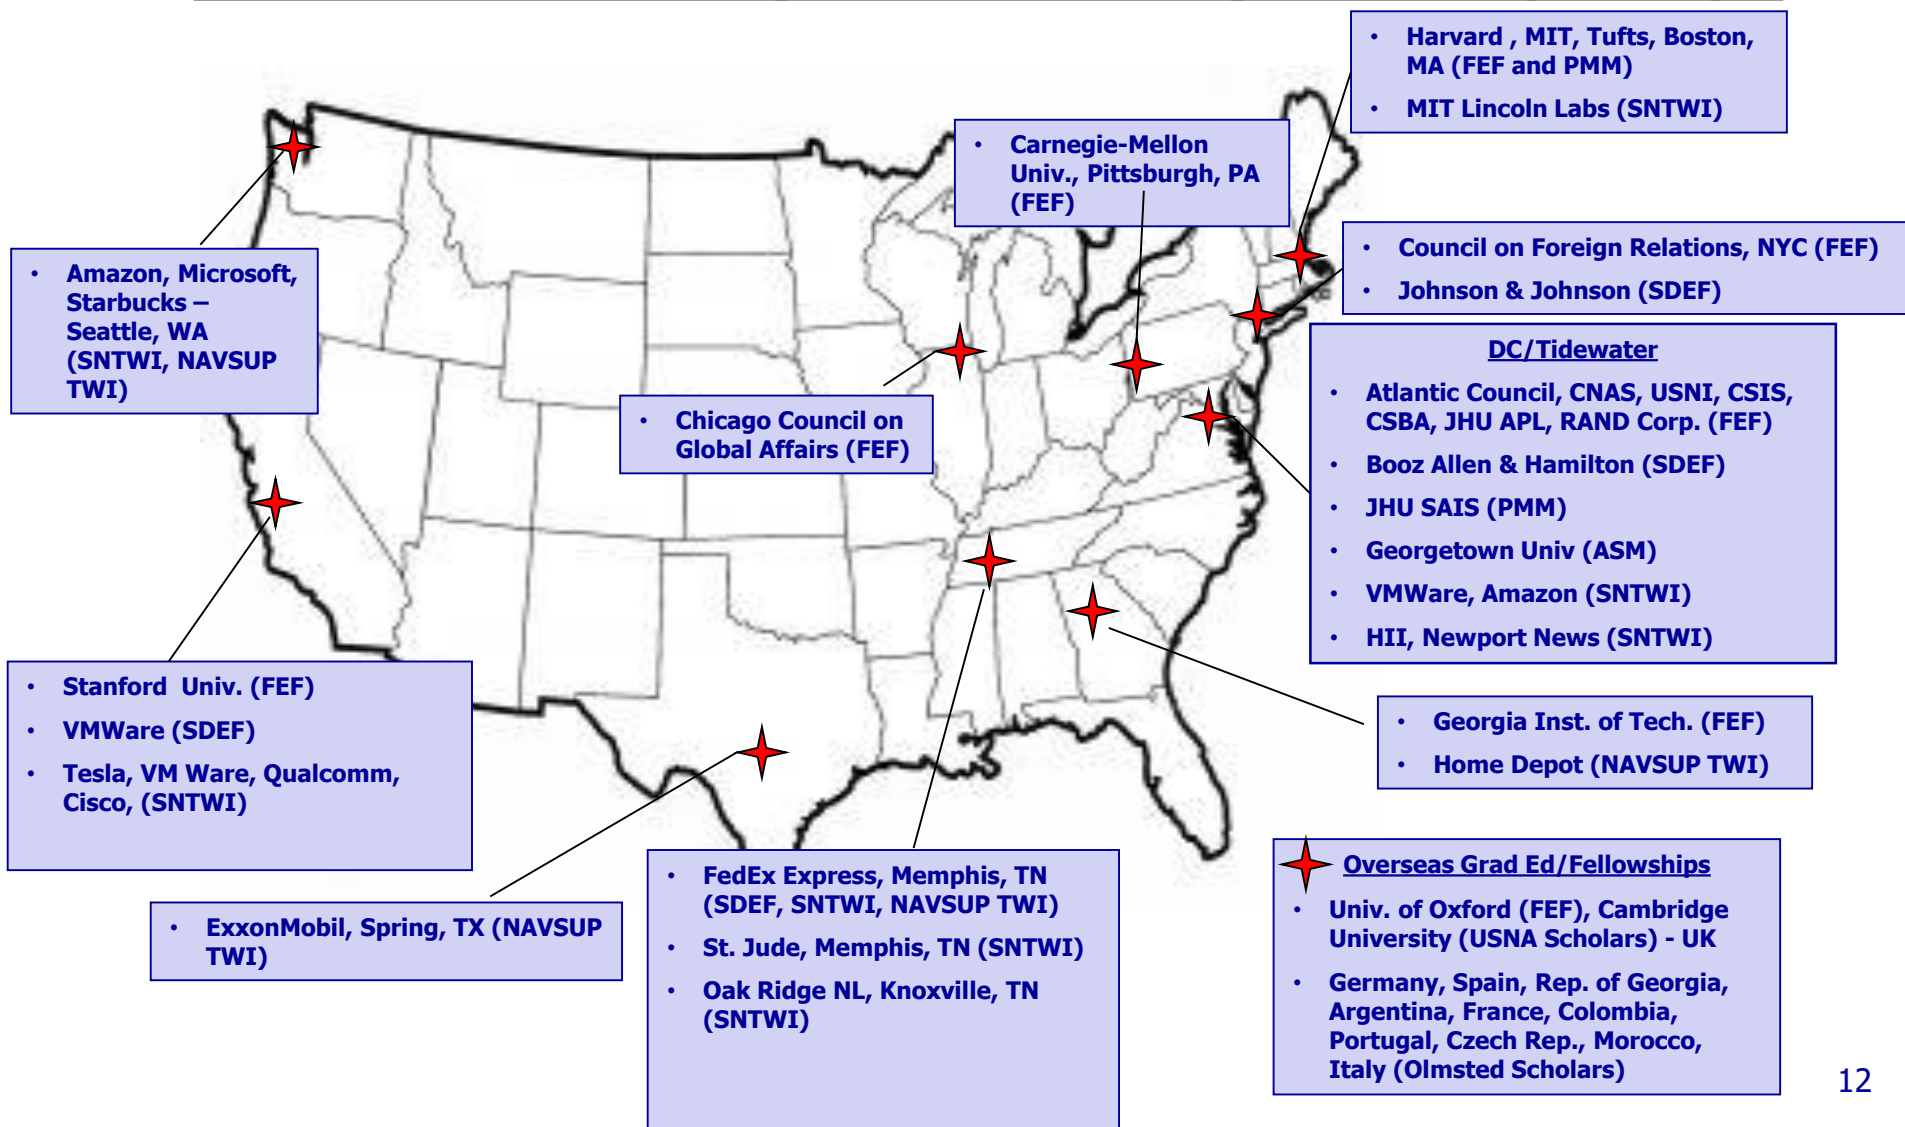 • Harvard , MIT, Tufts, Boston,
MA (FEF and PMM)
• MIT Lincoln Labs (SNTWI)
• Carnegie-Mellon
Univ., Pittsburgh, PA
(FEF)
• Council on Foreign Relations, NYC (FEF)
• Johnson & Johnson (SDEF)
• Amazon, Microsoft,
Starbucks –
Seattle, WA
(SNTWI, NAVSUP
TWI)
DC/Tidewater
• Atlantic Council, CNAS, USNI, CSIS,
CSBA, JHU APL, RAND Corp. (FEF)
• Booz Allen & Hamilton (SDEF)
• JHU SAIS (PMM)
• Georgetown Univ (ASM)
• VMWare, Amazon (SNTWI)
• HII, Newport News (SNTWI)
• Chicago Council on
Global Affairs (FEF)
• Stanford Univ. (FEF)
• VMWare (SDEF)
• Tesla, VM Ware, Qualcomm,
Cisco, (SNTWI)
• Georgia Inst. of Tech. (FEF)
• Home Depot (NAVSUP TWI)
• ExxonMobil, Spring, TX (NAVSUP
TWI)
• FedEx Express, Memphis, TN
(SDEF, SNTWI, NAVSUP TWI)
• St. Jude, Memphis, TN (SNTWI)
• Oak Ridge NL, Knoxville, TN
(SNTWI)
Overseas Grad Ed/Fellowships
• Univ. of Oxford (FEF), Cambridge
University (USNA Scholars) - UK
• Germany, Spain, Rep. of Georgia,
Argentina, France, Colombia,
Portugal, Czech Rep., Morocco,
Italy (Olmsted Scholars)
12